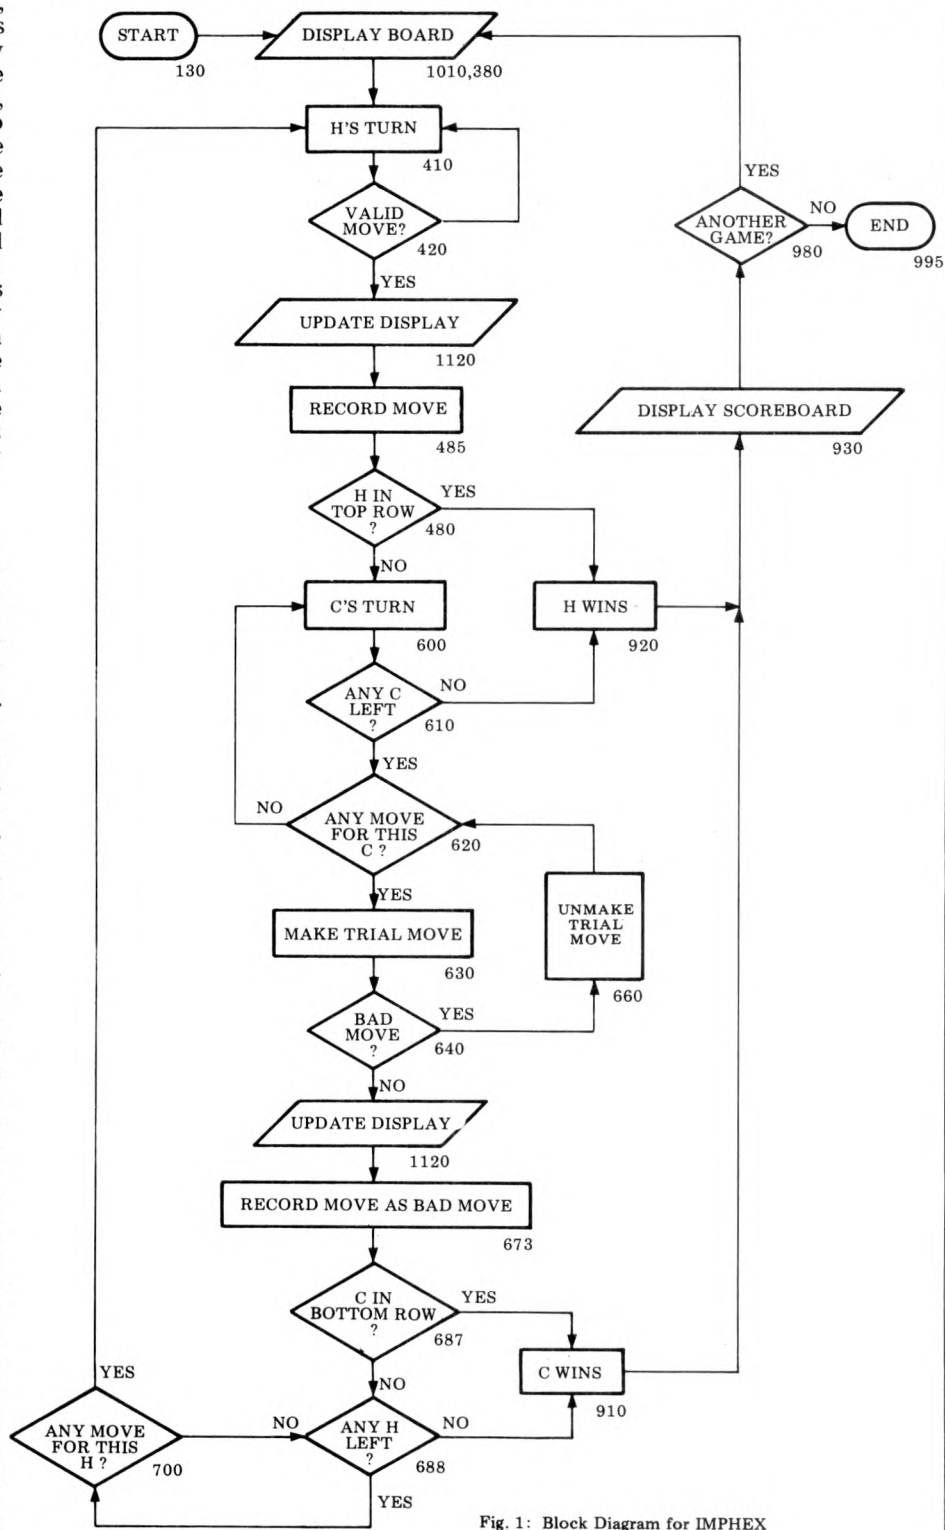 START
130
DISPLAY BOARD
1010,380
H'S TURN
410
VALID
MOVE?
420
YES
UPDATE DISPLAY
1120
RECORD MOVE
485
H IN
TOP ROW
?
480
YES
NO
C'S TURN
600
H WINS
920
ANY C
LEFT
?
610
NO
YES
ANY MOVE
FOR THIS
C ?
620
NO
YES
MAKE TRIAL MOVE
630
UNMAKE
TRIAL
MOVE
660
BAD
MOVE
?
640
YES
NO
UPDATE DISPLAY
1120
RECORD MOVE AS BAD MOVE
673
C IN
BOTTOM ROW
?
687
YES
NO
C WINS
910
ANY H
LEFT
?
688
NO
YES
ANY MOVE
FOR THIS
H ?
700
YES
NO
DISPLAY SCOREBOARD
930
ANOTHER
GAME?
980
YES
NO
END
995
Fig. 1: Block Diagram for IMPHEX